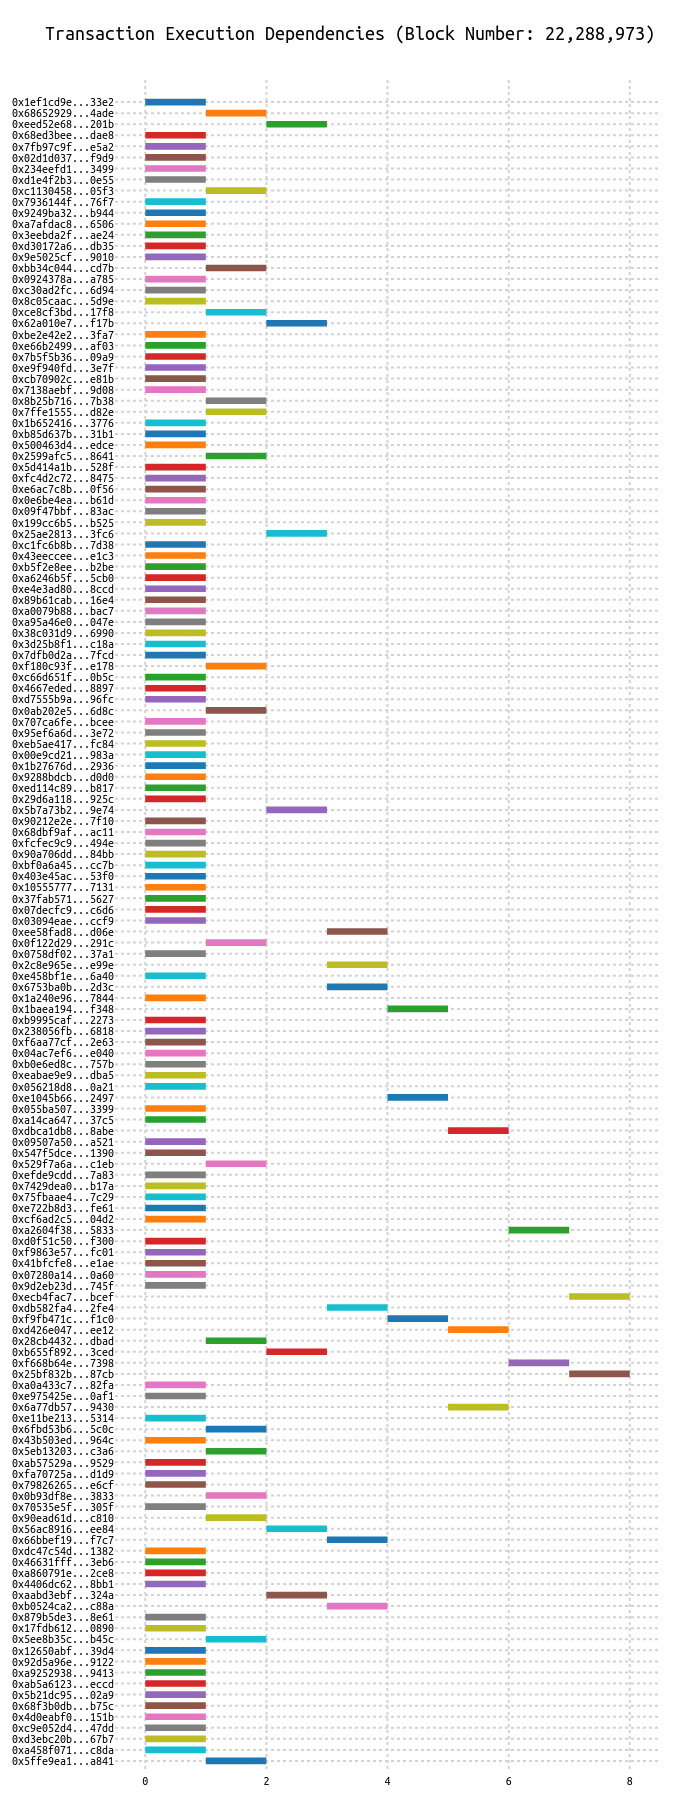 Transaction Execution Dependencies (Block Number: 22,288,973)
0x1ef1cd9e...33e2
0x68652929...4ade
0xeed52e68...201b
0x68ed3bee...dae8
0x7fb97c9f...e5a2
0x02d1d037...f9d9
0x234eefd1...3499
0xd1e4f2b3...0e55
0xc1130458...05f3
0x7936144f...76f7
0x9249ba32...b944
0xa7afdac8...6506
0x3eebda2f...ae24
0xd30172a6...db35
0x9e5025cf...9010
0xbb34c044...cd7b
0x0924378a...a785
0xc30ad2fc...6d94
0x8c05caac...5d9e
0xce8cf3bd...17f8
0x62a010e7...f17b
0xbe2e42e2...3fa7
0xe66b2499...af03
0x7b5f5b36...09a9
0xe9f940fd...3e7f
0xcb70902c...e81b
0x7138aebf...9d08
0x8b25b716...7b38
0x7ffe1555...d82e
0x1b652416...3776
0xb85d637b...31b1
0x500463d4...edce
0x2599afc5...8641
0x5d414a1b...528f
0xfc4d2c72...8475
0xe6ac7c8b...0f56
0x0e6be4ea...b61d
0x09f47bbf...83ac
0x199cc6b5...b525
0x25ae2813...3fc6
0xc1fc6b8b...7d38
0x43eeccee...e1c3
0xb5f2e8ee...b2be
0xa6246b5f...5cb0
0xe4e3ad80...8ccd
0x89b61cab...16e4
0xa0079b88...bac7
0xa95a46e0...047e
0x38c031d9...6990
0x3d25b8f1...c18a
0x7dfb0d2a...7fcd
0xf180c93f...e178
0xc66d651f...0b5c
0x4667eded...8897
0xd7555b9a...96fc
0x0ab202e5...6d8c
0x707ca6fe...bcee
0x95ef6a6d...3e72
0xeb5ae417...fc84
0x00e9cd21...983a
0x1b27676d...2936
0x9288bdcb...d0d0
0xed114c89...b817
0x29d6a118...925c
0x5b7a73b2...9e74
0x90212e2e...7f10
0x68dbf9af...ac11
0xfcfec9c9...494e
0x90a706dd...84bb
0xbf0a6a45...cc7b
0x403e45ac...53f0
0x10555777...7131
0x37fab571...5627
0x07decfc9...c6d6
0x03094eae...ccf9
0xee58fad8...d06e
0x0f122d29...291c
0x0758df02...37a1
0x2c8e965e...e99e
0xe458bf1e...6a40
0x6753ba0b...2d3c
0x1a240e96...7844
0x1baea194...f348
0xb9995caf...2273
0x238056fb...6818
0xf6aa77cf...2e63
0x04ac7ef6...e040
0xb0e6ed8c...757b
0xeabae9e9...dba5
0x056218d8...0a21
0xe1045b66...2497
0x055ba507...3399
0xa14ca647...37c5
0xdbca1db8...8abe
0x09507a50...a521
0x547f5dce...1390
0x529f7a6a...c1eb
0xefde9cdd...7a83
0x7429dea0...b17a
0x75fbaae4...7c29
0xe722b8d3...fe61
0xcf6ad2c5...04d2
0xa2604f38...5833
0xd0f51c50...f300
0xf9863e57...fc01
0x41bfcfe8...e1ae
0x07280a14...0a60
0x9d2eb23d...745f
0xecb4fac7...bcef
0xdb582fa4...2fe4
0xf9fb471c...f1c0
0xd426e047...ee12
0x28cb4432...dbad
0xb655f892...3ced
0xf668b64e...7398
0x25bf832b...87cb
0xa0a433c7...82fa
0xe975425e...0af1
0x6a77db57...9430
0xe11be213...5314
0x6fbd53b6...5c0c
0x43b503ed...964c
0x5eb13203...c3a6
0xab57529a...9529
0xfa70725a...d1d9
0x79826265...e6cf
0x0b93df8e...3833
0x70535e5f...305f
0x90ead61d...c810
0x56ac8916...ee84
0x66bbef19...f7c7
0xdc47c54d...1382
0x46631fff...3eb6
0xa860791e...2ce8
0x4406dc62...8bb1
0xaabd3ebf...324a
0xb0524ca2...c88a
0x879b5de3...8e61
0x17fdb612...0890
0x5ee8b35c...b45c
0x12650abf...39d4
0x92d5a96e...9122
0xa9252938...9413
0xab5a6123...eccd
0x5b21dc95...02a9
0x68f3b0db...b75c
0x4d0eabf0...151b
0xc9e052d4...47dd
0xd3ebc20b...67b7
0xa458f071...c8da
0x5ffe9ea1...a841
0 2 4 6 8